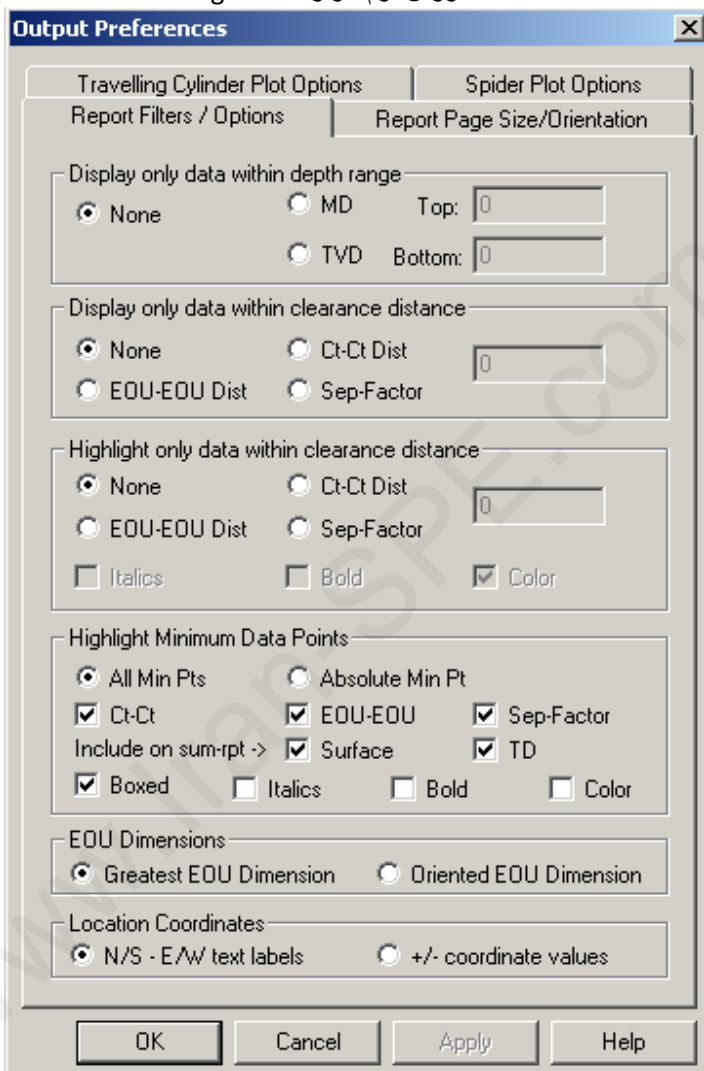 Output Preferences
Travelling Cylinder Plot Options
Spider Plot Options
Report Filters / Options
Report Page Size/Orientation
Display only data within depth range
None
MD
Top: 0
TVD
Bottom: 0
Display only data within clearance distance
None
Ct-Ct Dist
0
EOU-EOU Dist
Sep-Factor
Highlight only data within clearance distance
None
Ct-Ct Dist
0
EOU-EOU Dist
Sep-Factor
Italics
Bold
Color
Highlight Minimum Data Points
All Min Pts
Absolute Min Pt
Ct-Ct
EOU-EOU
Sep-Factor
Include on sum-rpt -> Surface
TD
Boxed
Italics
Bold
Color
EOU Dimensions
Greatest EOU Dimension
Oriented EOU Dimension
Location Coordinates
N/S - E/W text labels
+/- coordinate values
OK
Cancel
Apply
Help
www.Iran-SPE.com